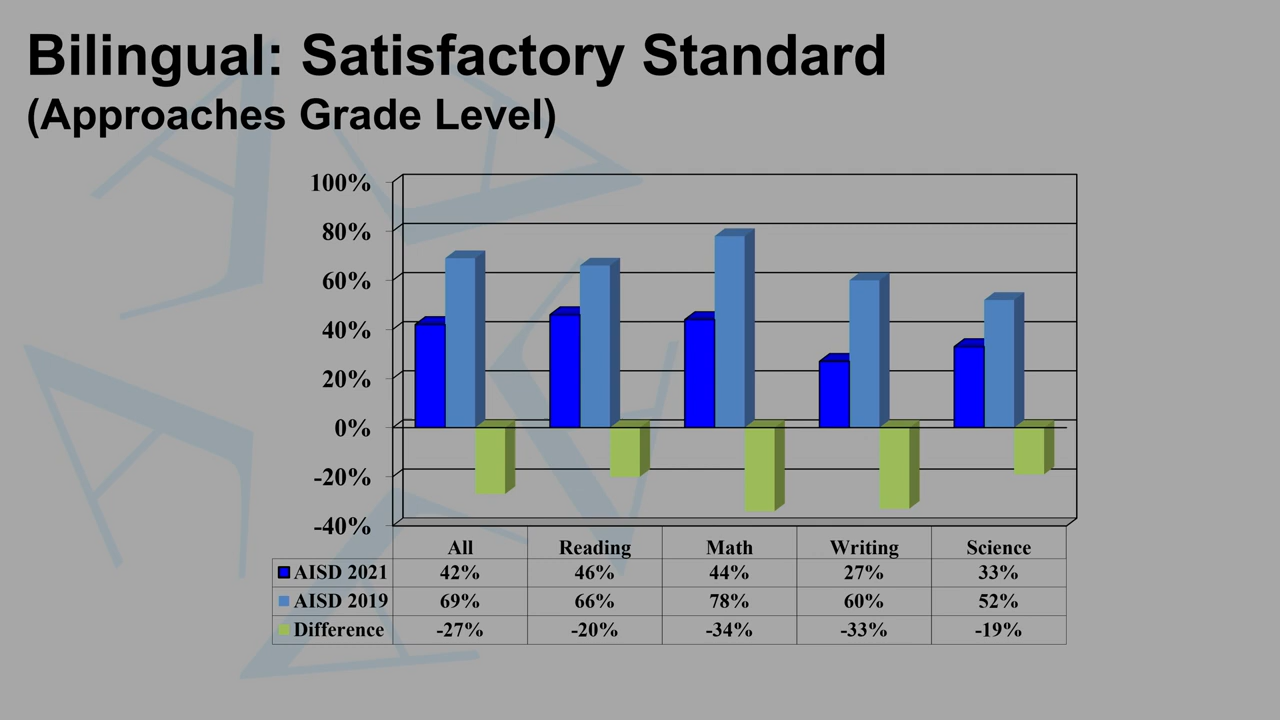 Bilingual: Satisfactory Standard
(Approaches Grade Level)
100%
80%
60%
40%
20%
0%
-20%
-40%
All Reading Math Writing Science
AISD 2021 42% 46% 44% 27% 33%
AISD 2019 69% 66% 78% 60% 52%
Difference -27% -20% -34% -33% -19%